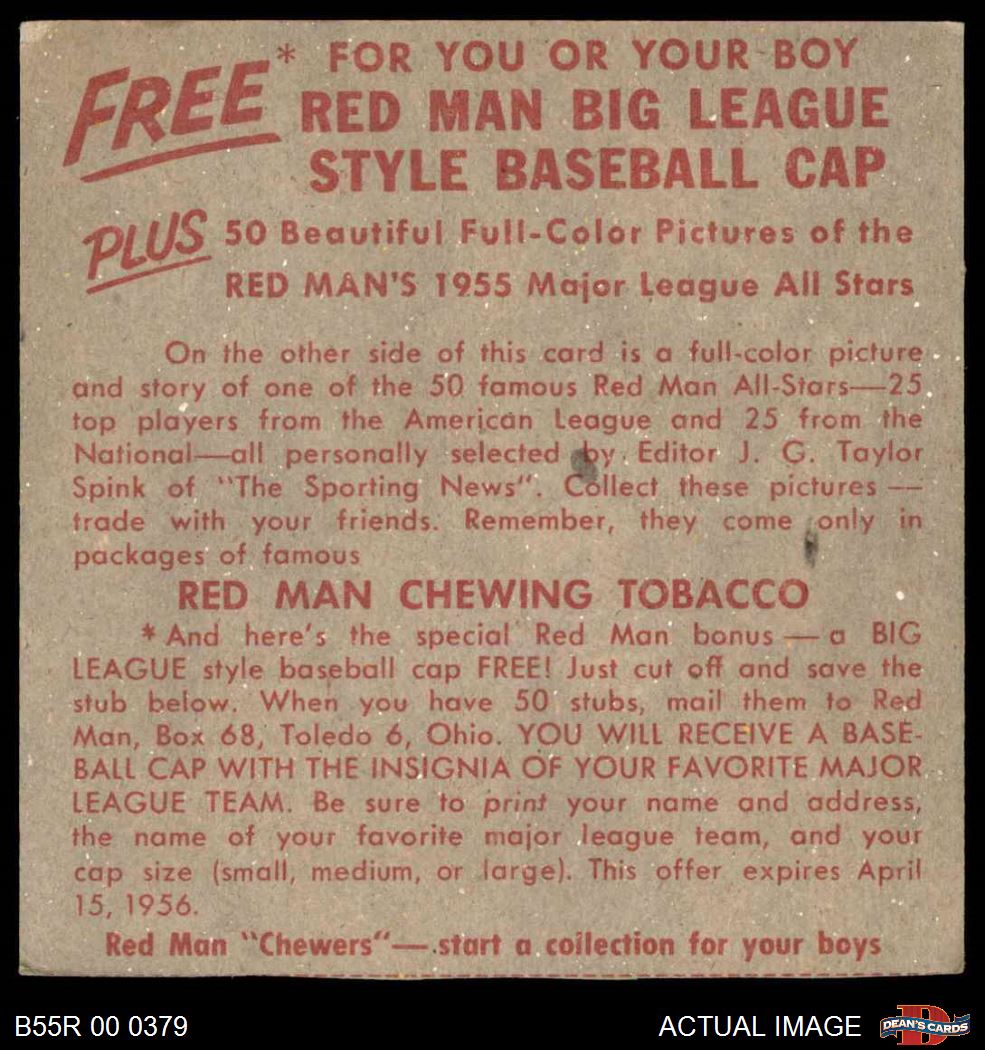 FREE* FOR YOU OR YOUR BOY
RED MAN BIG LEAGUE
STYLE BASEBALL CAP
PLUS 50 Beautiful Full-Color Pictures of the
RED MAN'S 1955 Major League All Stars
On the other side of this card is a full-color picture
and story of one of the 50 famous Red Man All-Stars—25
top players from the American League and 25 from the
National—all personally selected by Editor J. G. Taylor
Spink of "The Sporting News". Collect these pictures —
trade with your friends. Remember, they come only in
packages of famous
RED MAN CHEWING TOBACCO
*And here's the special Red Man bonus — a BIG
LEAGUE style baseball cap FREE! Just cut off and save the
stub below. When you have 50 stubs, mail them to Red
Man, Box 68, Toledo 6, Ohio. YOU WILL RECEIVE A BASE-
BALL CAP WITH THE INSIGNIA OF YOUR FAVORITE MAJOR
LEAGUE TEAM. Be sure to print your name and address,
the name of your favorite major league team, and your
cap size (small, medium, or large). This offer expires April
15, 1956.
Red Man "Chewers"—start a collection for your boys
B55R 00 0379
ACTUAL IMAGE
D
DEAN'S CARDS